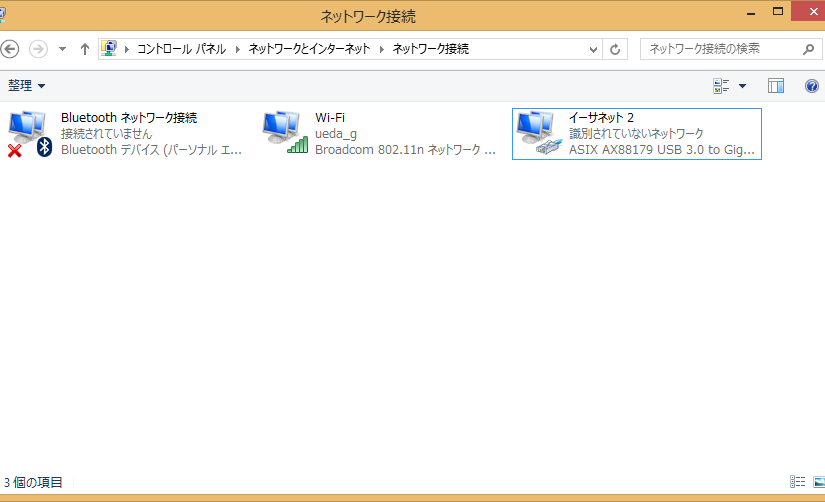 ネットワーク接続
コントロール パネル ネットワークとインターネット ネットワーク接続
ネットワーク接続の検索
整理
Bluetooth ネットワーク接続
接続されていません
Bluetooth デバイス (パーソナル エ...
Wi-Fi
ueda_g
Broadcom 802.11n ネットワーク ...
イーサネット 2
識別されていないネットワーク
ASIX AX88179 USB 3.0 to Gig...
3 個の項目